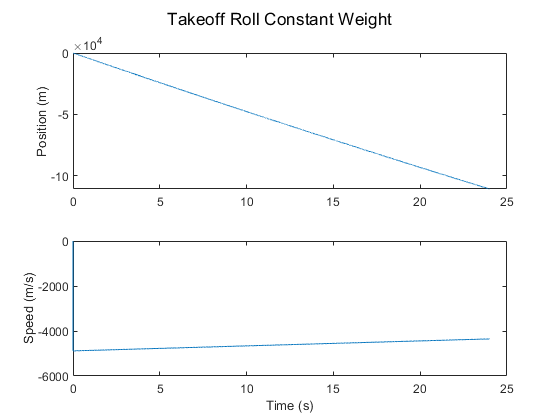 Takeoff Roll Constant Weight
×10⁴
0
-5
-10
Position (m)
0 5 10 15 20 25
0
-2000
-4000
-6000
Speed (m/s)
0 5 10 15 20 25
Time (s)